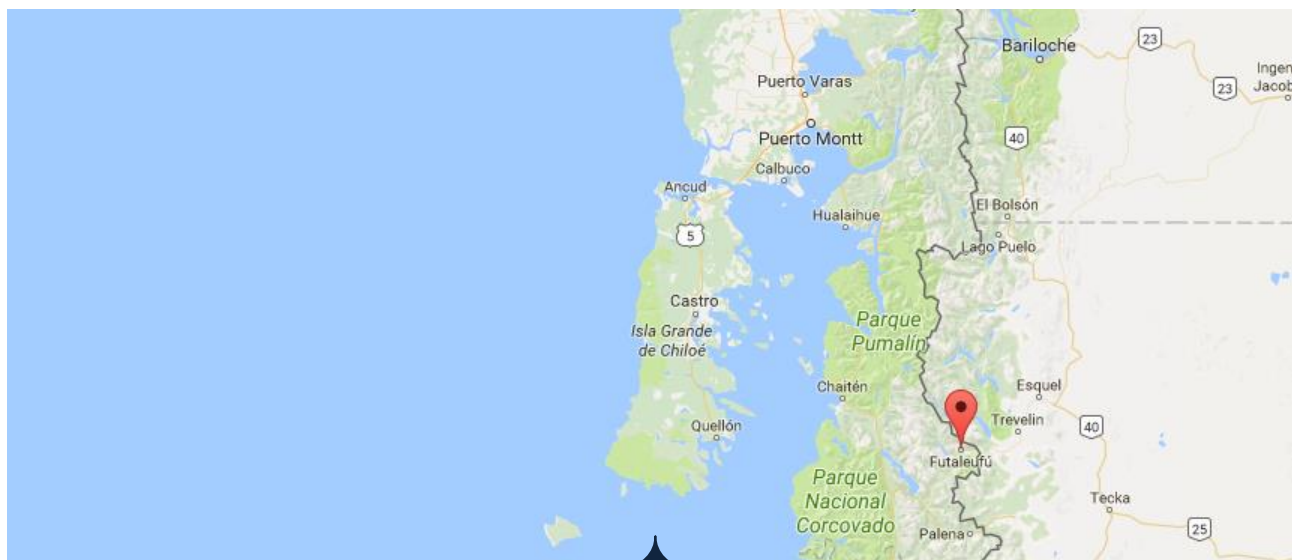 Bariloche
23
Ingen
Jacob
23
Puerto Varas
40
Puerto Montt
Calbuco
Ancud
El Bolsón
Hualaihue
5
Lago Puelo
Castro
Isla Grande
de Chiloé
Parque
Pumalín
Chaitén
Esquel
Trevelin
40
Quellón
Futaleufú
Parque
Nacional
Corcovado
Tecka
25
Palena